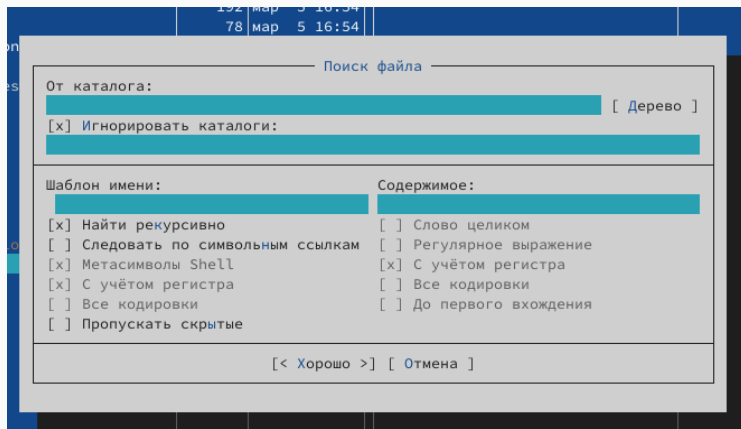 192 мар 5 16:54
78 мар 5 16:54
on
es
Поиск файла
От каталога:
[ Дерево ]
[x] Игнорировать каталоги:
Шаблон имени: Содержимое:
[x] Найти рекурсивно [ ] Слово целиком
[ ] Следовать по символьным ссылкам [ ] Регулярное выражение
[x] Метасимволы Shell [x] С учётом регистра
[x] С учётом регистра [ ] Все кодировки
[ ] Все кодировки [ ] До первого вхождения
[ ] Пропускать скрытые
[< Хорошо >] [ Отмена ]